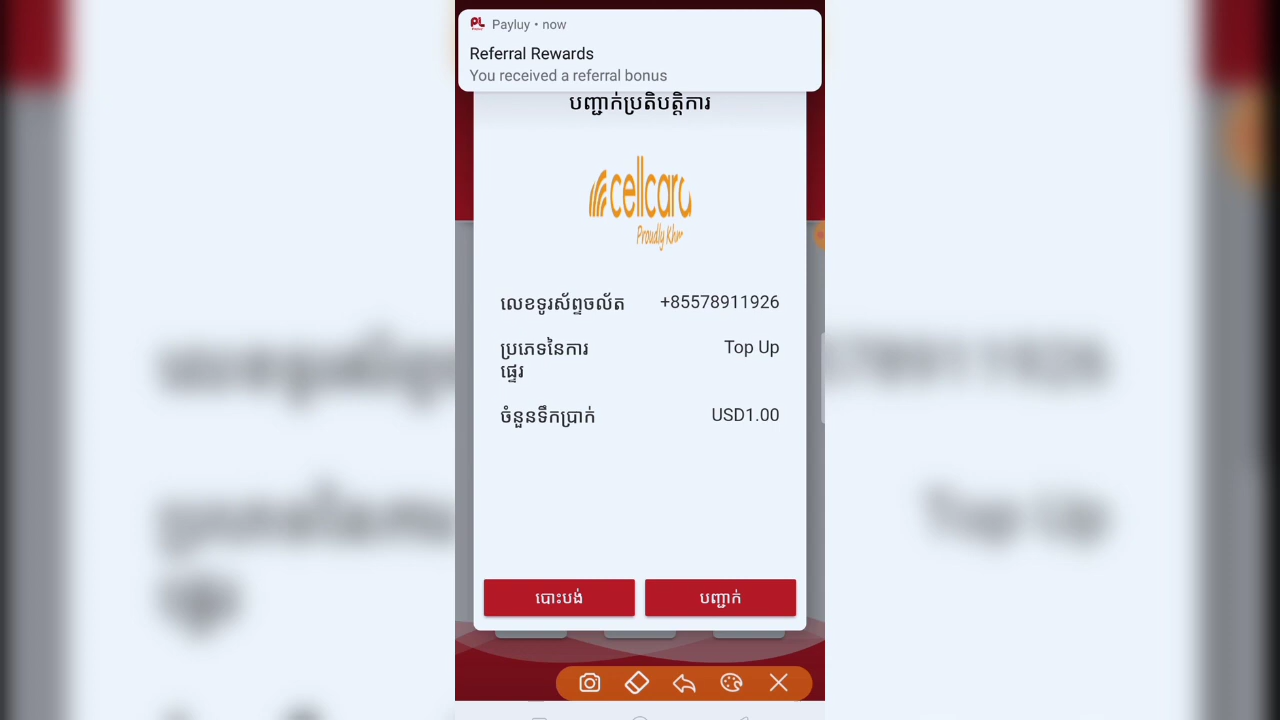 PL Payluy • now
Referral Rewards
You received a referral bonus
បញ្ជាក់ប្រតិបត្តិការ
cellcard
Proudly Khm
លេខទូរស័ព្ទចល័ត +85578911926
ប្រភេទនៃការ Top Up
ផ្ទេរ
ចំនួនទឹកប្រាក់ USD1.00
បោះបង់ បញ្ជាក់